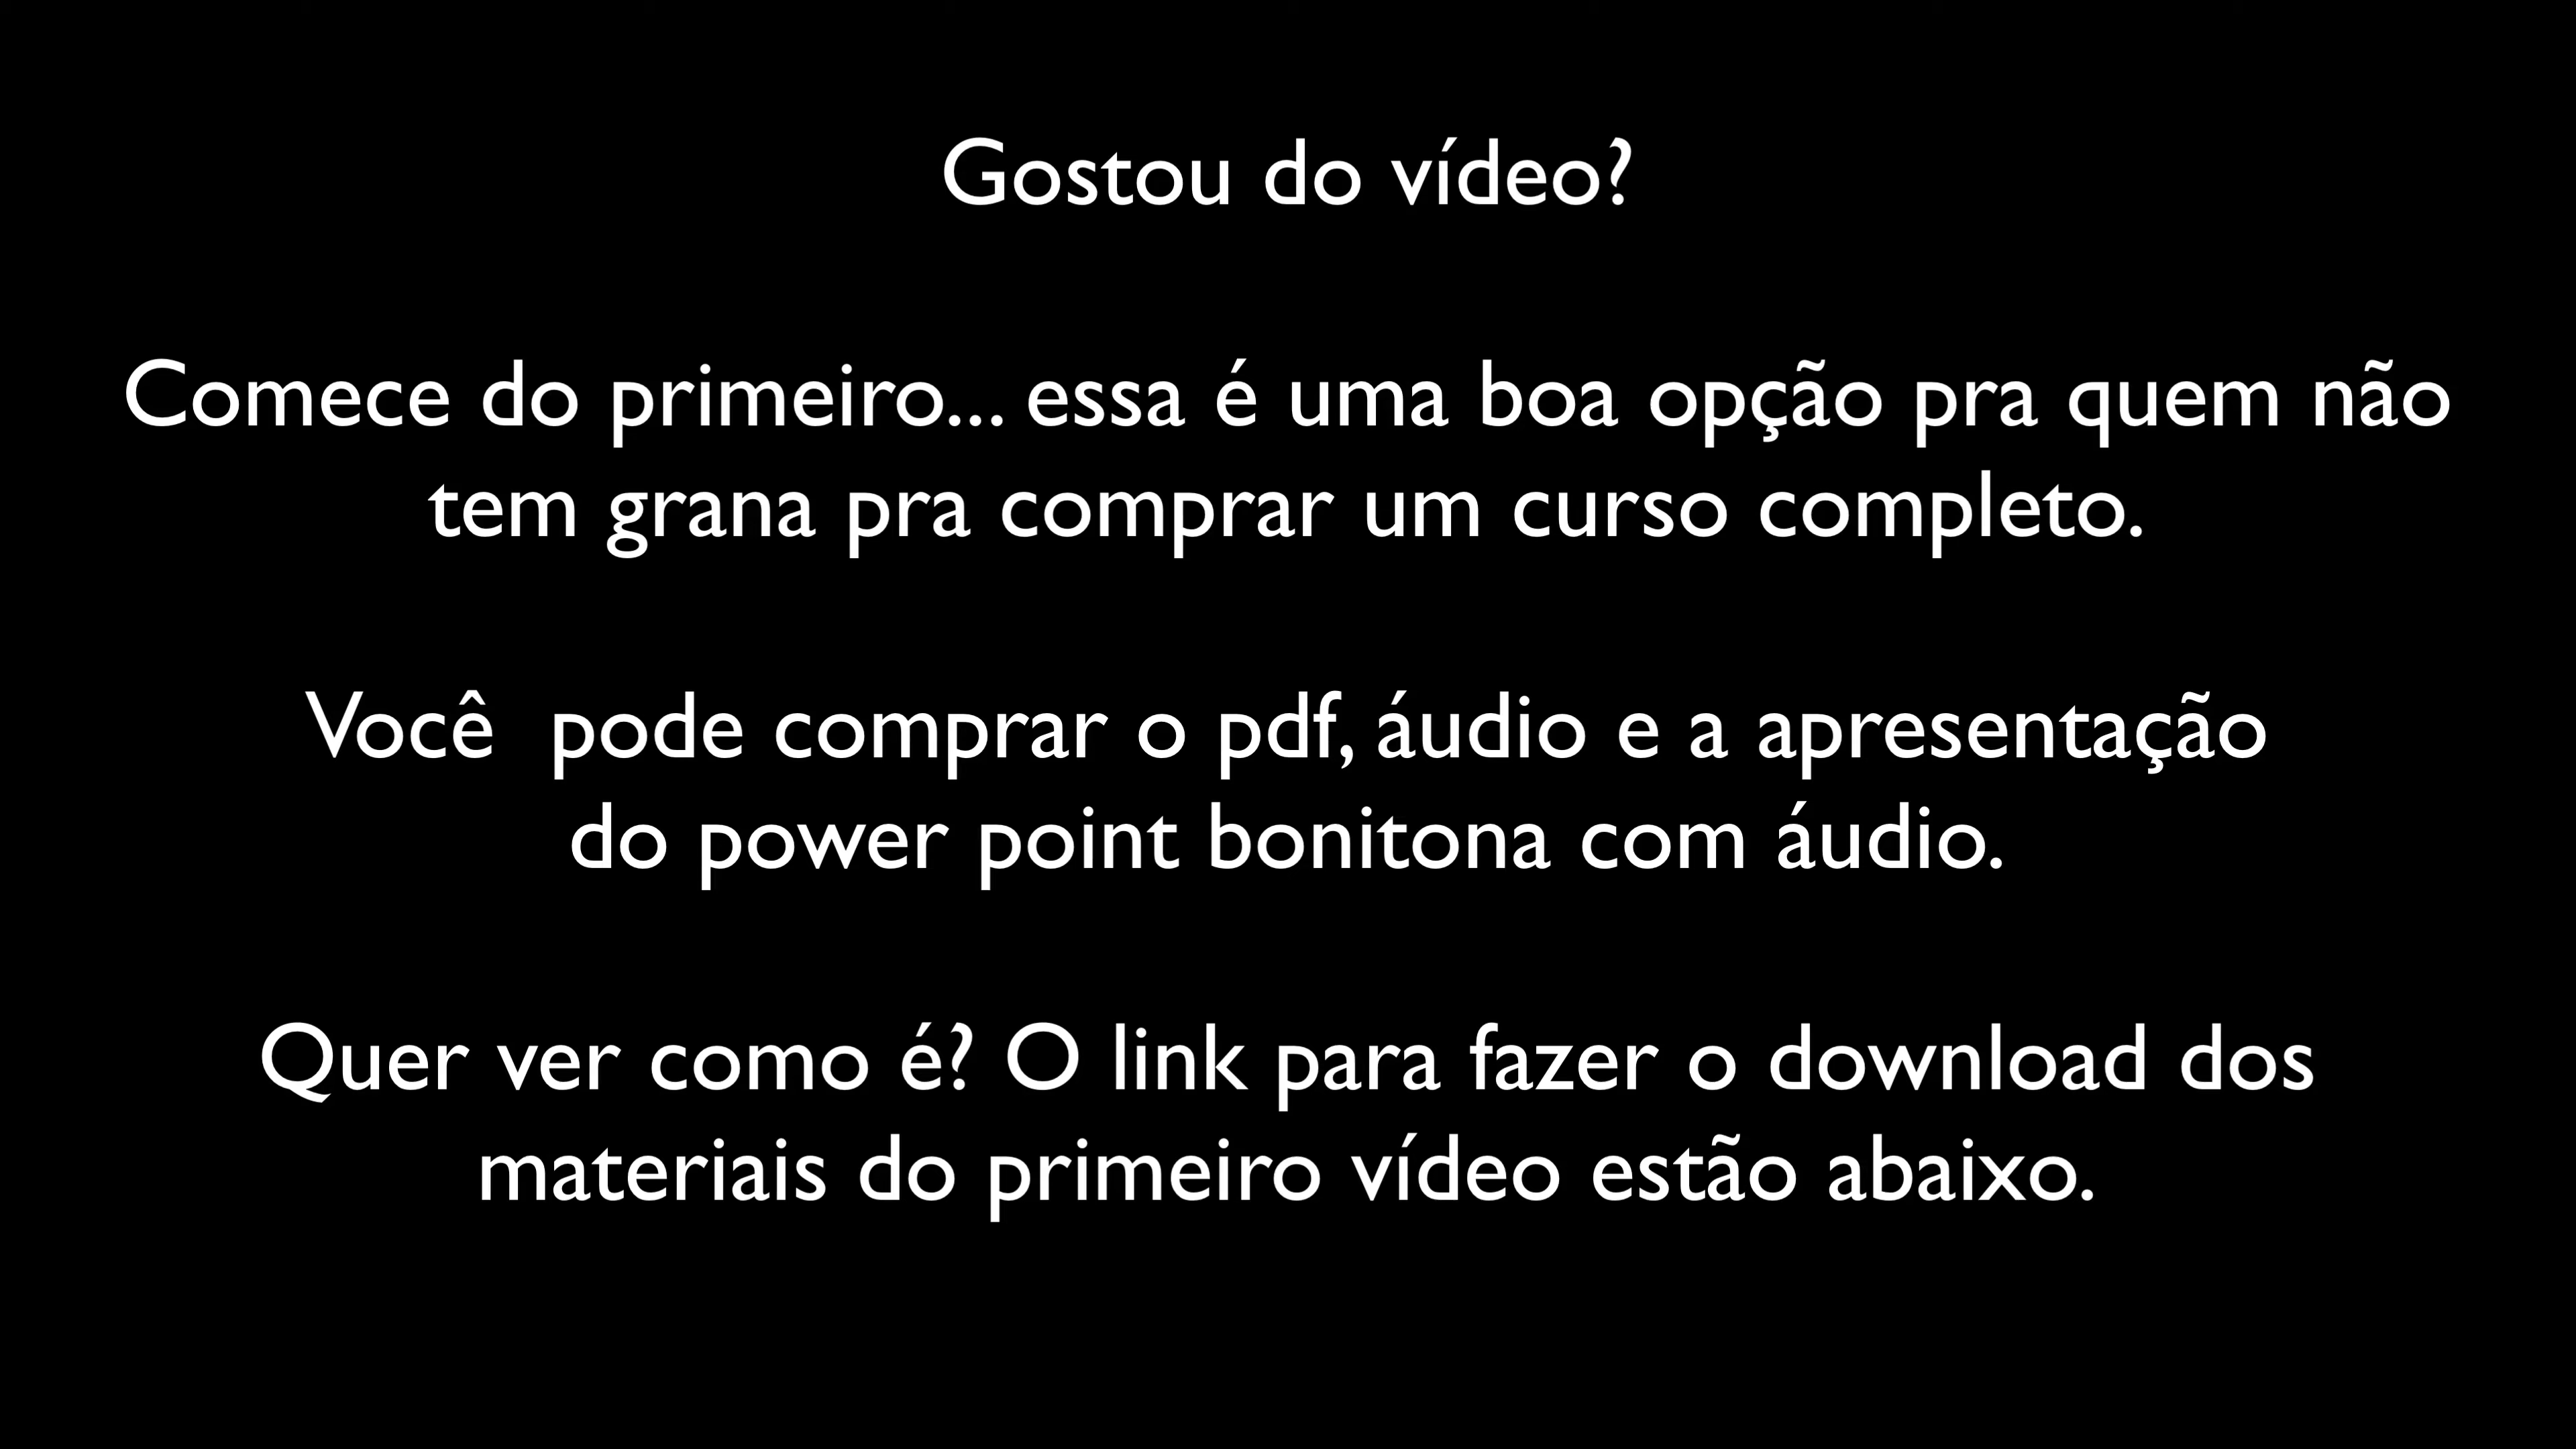 Gostou do vídeo?
Comece do primeiro... essa é uma boa opção pra quem não
tem grana pra comprar um curso completo.
Você  pode comprar o pdf, áudio e a apresentação
do power point bonitona com áudio.
Quer ver como é? O link para fazer o download dos
materiais do primeiro vídeo estão abaixo.